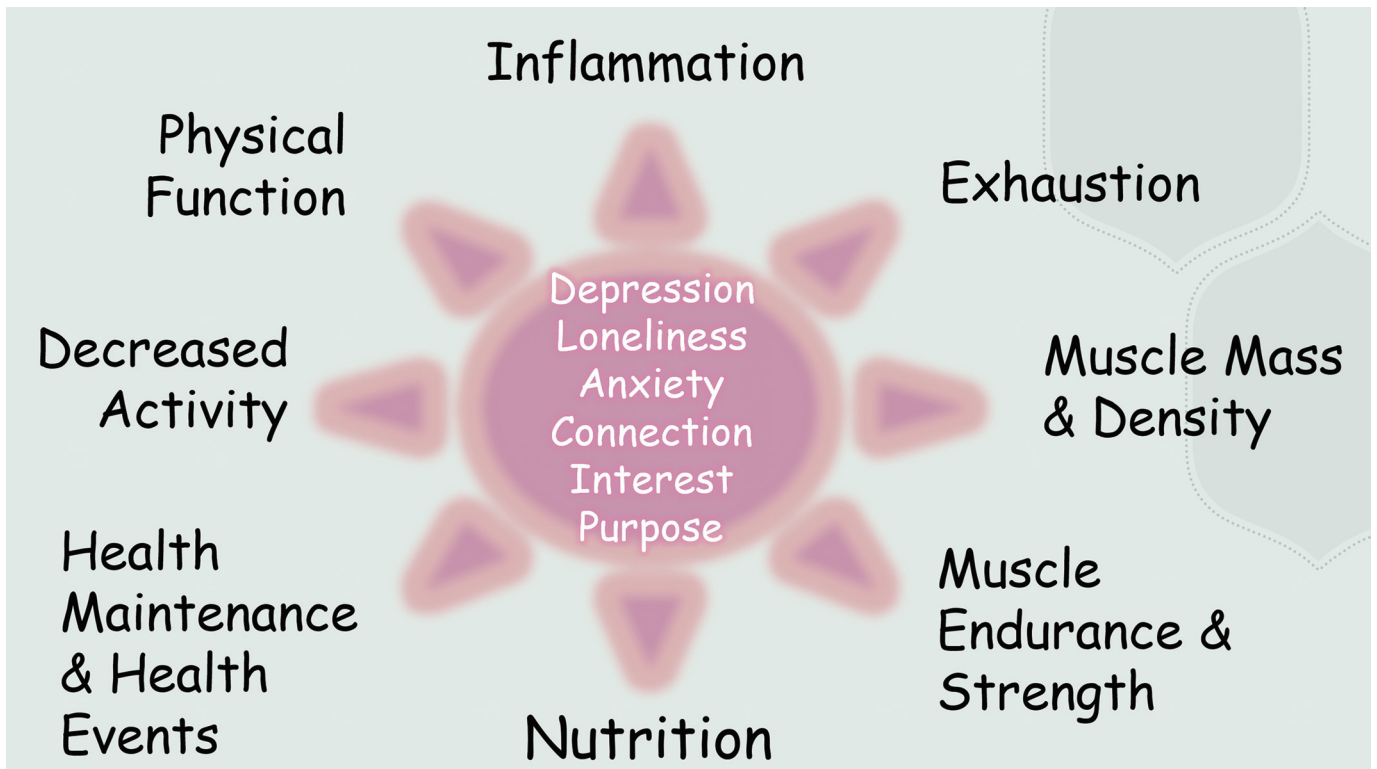 Inflammation
Physical
Function
Exhaustion
Depression
Loneliness
Anxiety
Connection
Interest
Purpose
Decreased
Activity
Muscle Mass
& Density
Health
Maintenance
& Health
Events
Muscle
Endurance &
Strength
Nutrition